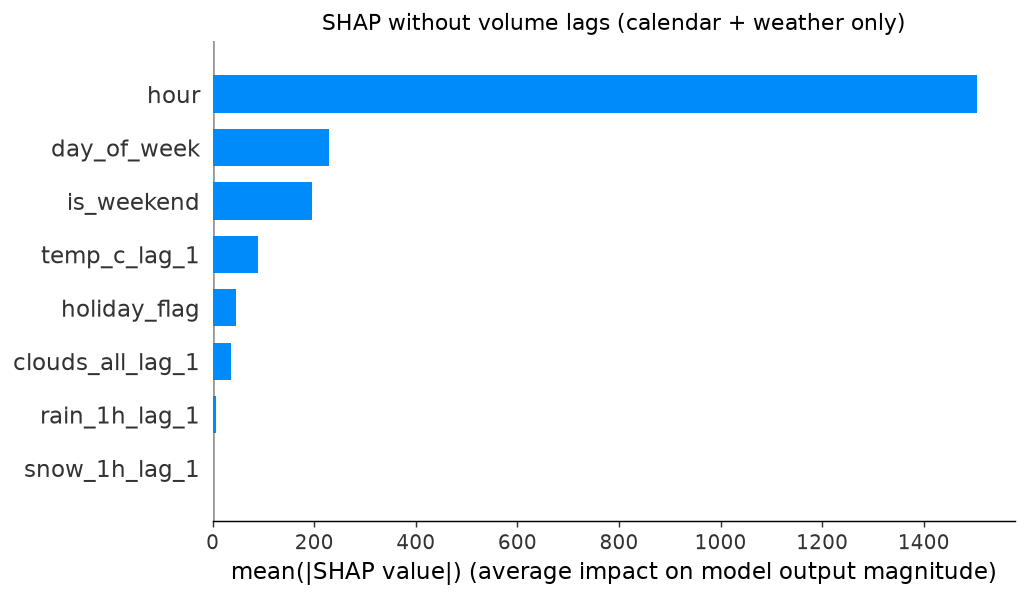 SHAP without volume lags (calendar + weather only)
hour
day_of_week
is_weekend
temp_c_lag_1
holiday_flag
clouds_all_lag_1
rain_1h_lag_1
snow_1h_lag_1
0 200 400 600 800 1000 1200 1400
mean(|SHAP value|) (average impact on model output magnitude)